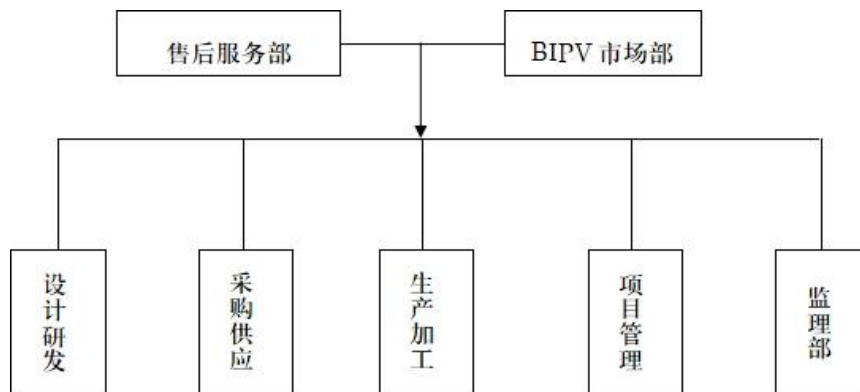 售后服务部
BIPV 市场部
设计研发
采购供应
生产加工
项目管理
监理部